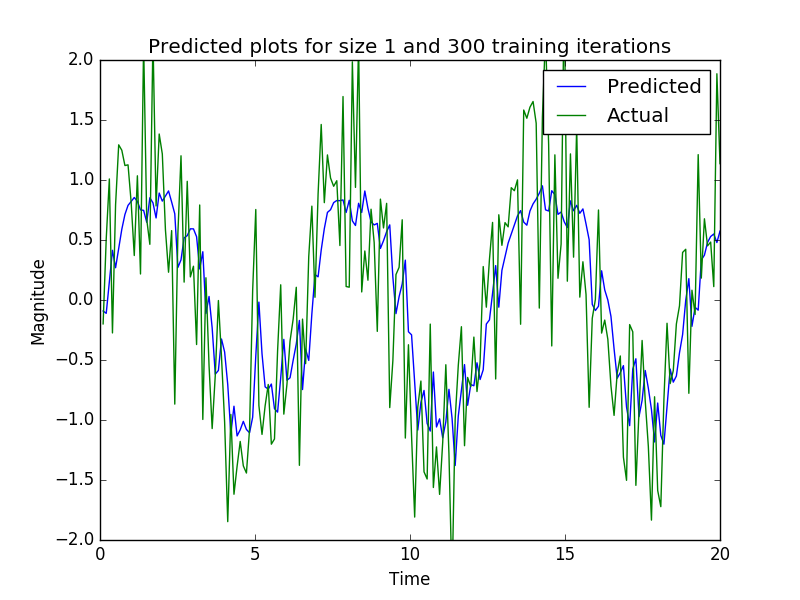 Predicted plots for size 1 and 300 training iterations
Predicted
Actual
2.0
1.5
1.0
0.5
0.0
−0.5
−1.0
−1.5
−2.0
Magnitude
0 5 10 15 20
Time